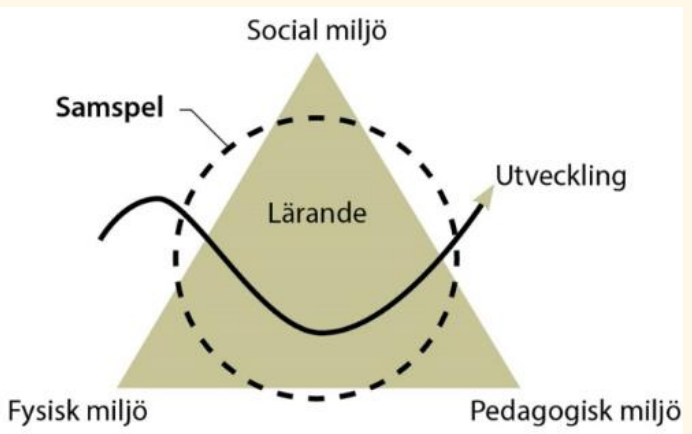 Social miljö
Samspel
Utveckling
Lärande
Fysisk miljö
Pedagogisk miljö